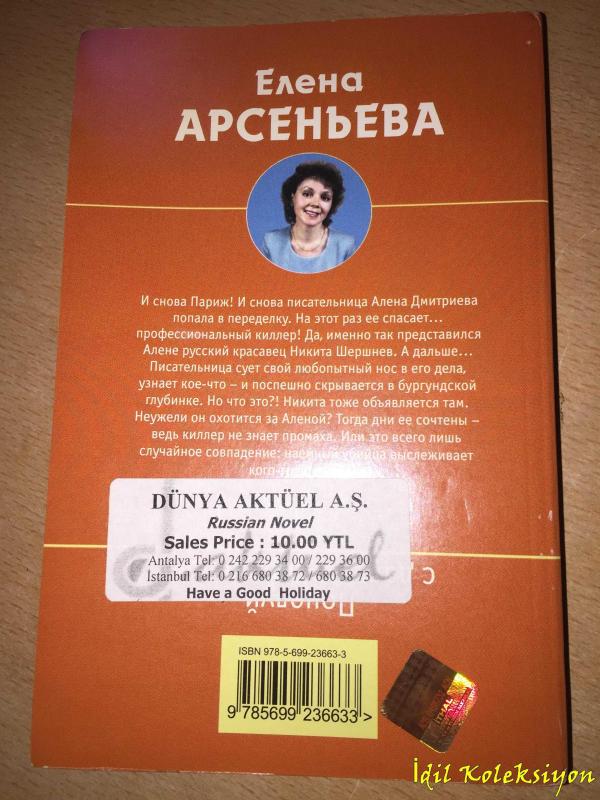 Елена
АРСЕНЬЕВА
И снова Париж! И снова писательница Алена Дмитриева
попала в переделку. На этот раз ее спасает...
профессиональный киллер! Да, именно так представился
Алене русский красавец Никита Шершнев. А дальше...
Писательница сует свой любопытный нос в его дела,
узнает кое-что – и поспешно скрывается в бургундской
глубинке. Но что это?! Никита тоже объявляется там.
Неужели он охотится за Аленой? Тогда дни ее сочтены –
ведь киллер не знает промаха. Или это всего лишь
случайное совпадение: наемный убийца выслеживает
DÜNYA AKTÜEL A.Ş.
Russian Novel
Sales Price : 10.00 YTL
Antalya Tel: 0 242 229 34 00 / 229 36 00
İstanbul Tel: 0 216 680 38 72 / 680 38 73
Have a Good Holiday
с
Поцелуй
ISBN 978-5-699-23663-3
9 785699 236633 >
İdil Koleksiyon